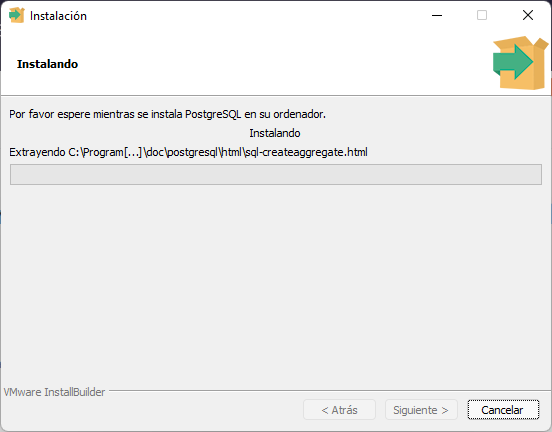 Instalación
Instalando
Por favor espere mientras se instala PostgreSQL en su ordenador.
Instalando
Extrayendo C:\Program[...]\doc\postgresql\html\sql-createaggregate.html
VMware InstallBuilder
< Atrás
Siguiente >
Cancelar